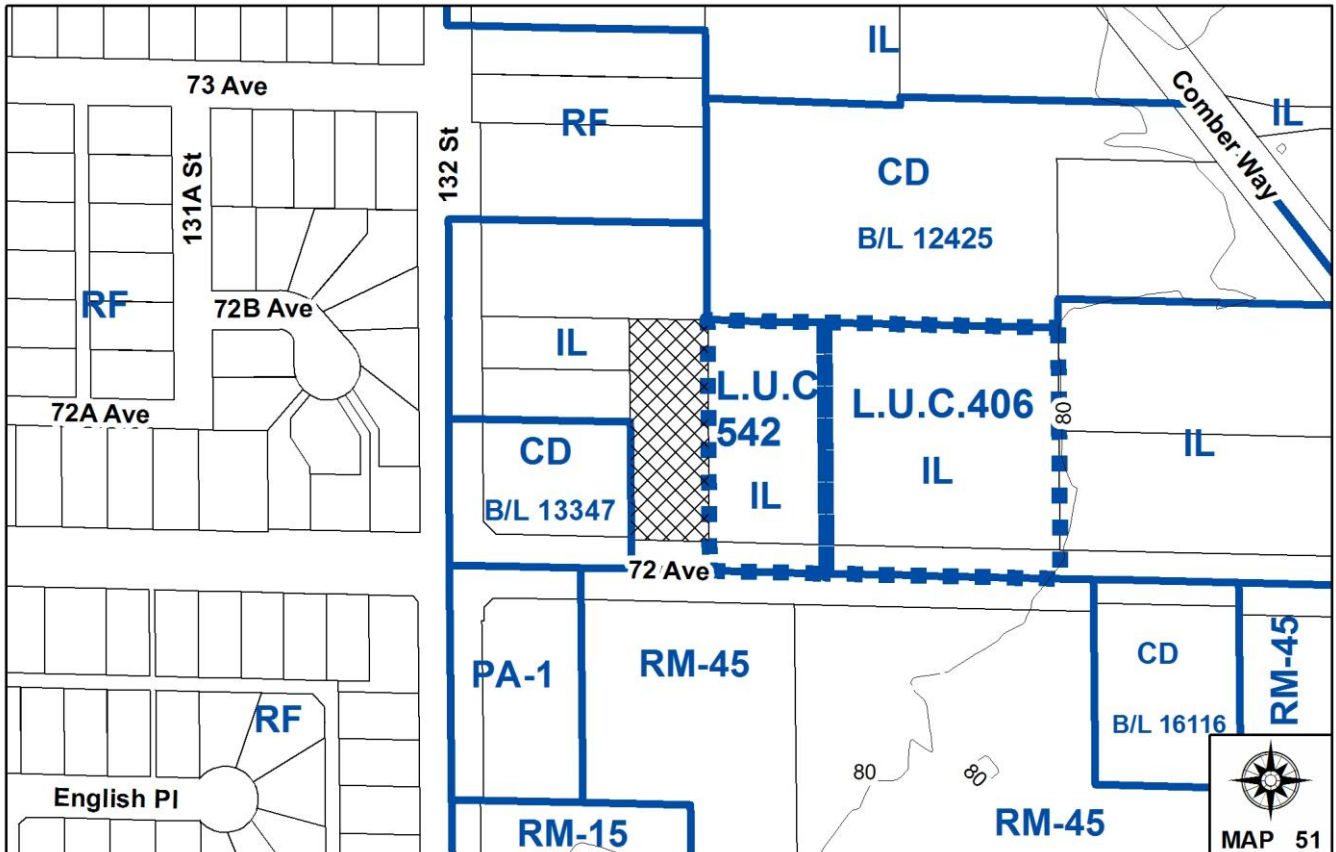 IL
73 Ave
Comber Way
IL
RF
132 St
131A St
CD
B/L 12425
RF
72B Ave
IL
72A Ave
L.U.C
542
IL
L.U.C.406
IL
80
IL
CD
B/L 13347
72 Ave
PA-1
RM-45
CD
B/L 16116
RM-45
RF
80
80
English Pl
RM-15
RM-45
MAP 51